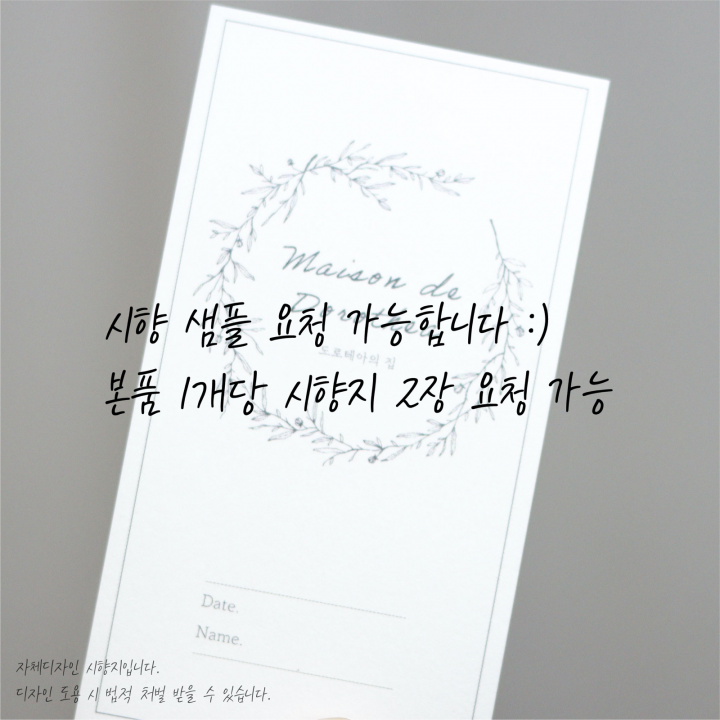 Maison de
시향 샘플 요청 가능합니다 :)
도로테아의 집
본품 1개당 시향지 2장 요청 가능
Date.
Name.
자체디자인 시향지입니다.
디자인 도용 시 법적 처벌 받을 수 있습니다.